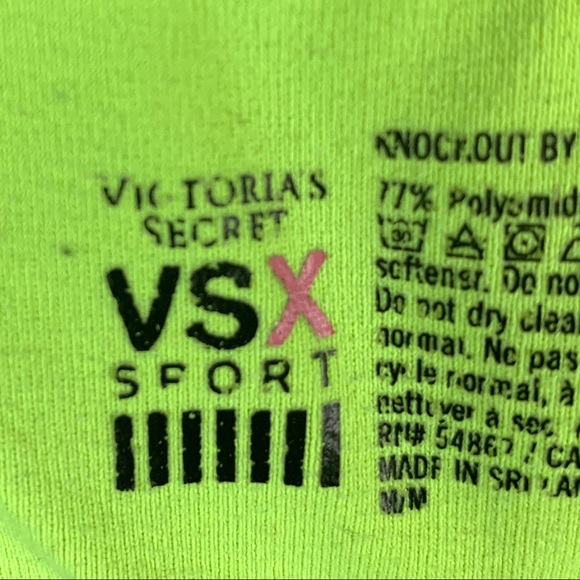 VICTORIA'S
SECRET
VSX
SPORT
KNOCKOUT BY
77% Polyamid
30
softener. Do no
Do not dry clea
normal. Ne pas
cycle normal, à
nettoyer à sec.
RN# 54867 / CA
MADE IN SRI LAN
M/M